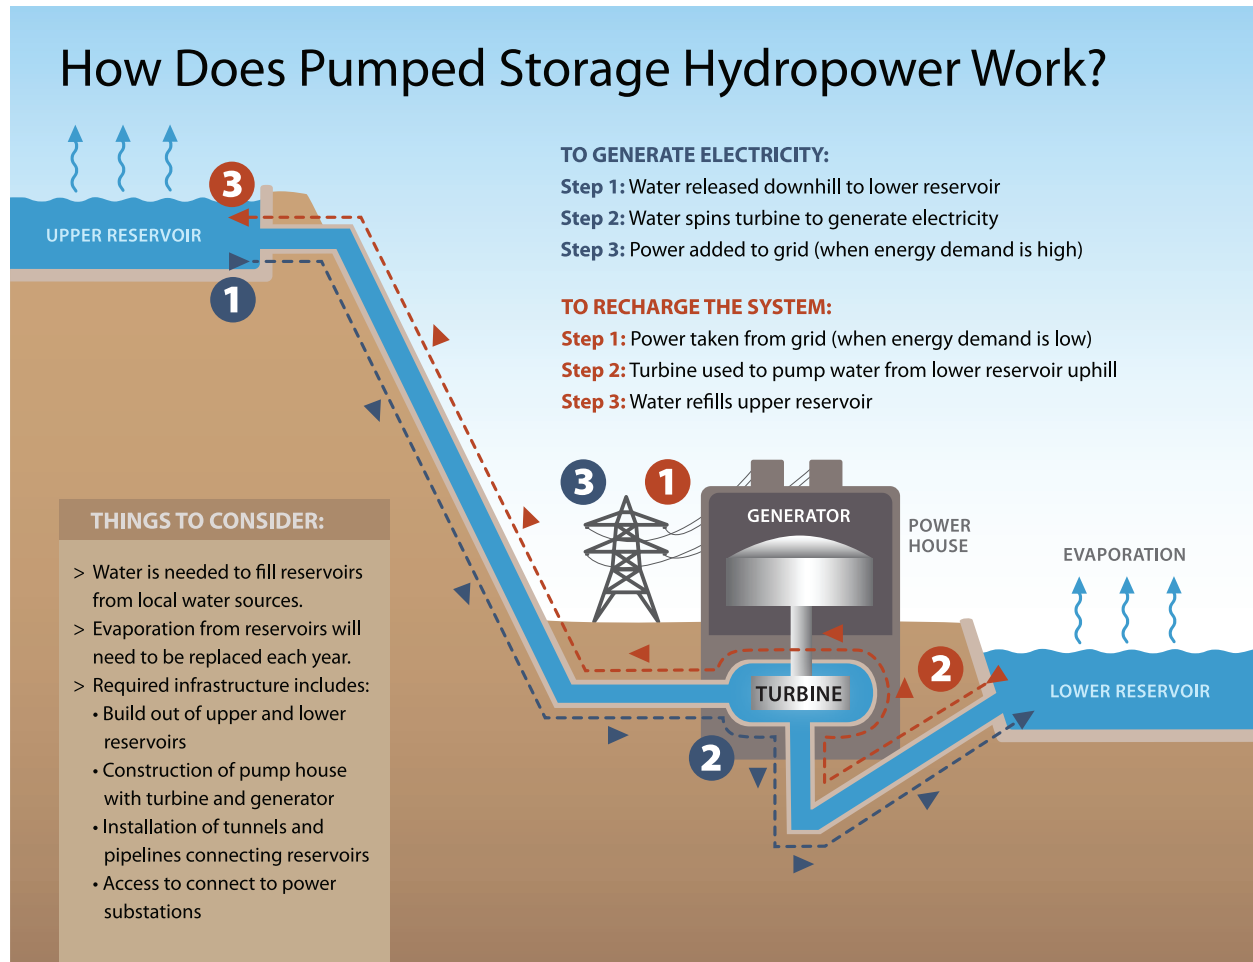 How Does Pumped Storage Hydropower Work?
TO GENERATE ELECTRICITY:
Step 1: Water released downhill to lower reservoir
Step 2: Water spins turbine to generate electricity
Step 3: Power added to grid (when energy demand is high)
TO RECHARGE THE SYSTEM:
Step 1: Power taken from grid (when energy demand is low)
Step 2: Turbine used to pump water from lower reservoir uphill
Step 3: Water refills upper reservoir
3
UPPER RESERVOIR
1
3
1
GENERATOR
POWER
HOUSE
EVAPORATION
2
TURBINE
LOWER RESERVOIR
2
THINGS TO CONSIDER:
> Water is needed to fill reservoirs
from local water sources.
> Evaporation from reservoirs will
need to be replaced each year.
> Required infrastructure includes:
• Build out of upper and lower
reservoirs
• Construction of pump house
with turbine and generator
• Installation of tunnels and
pipelines connecting reservoirs
• Access to connect to power
substations